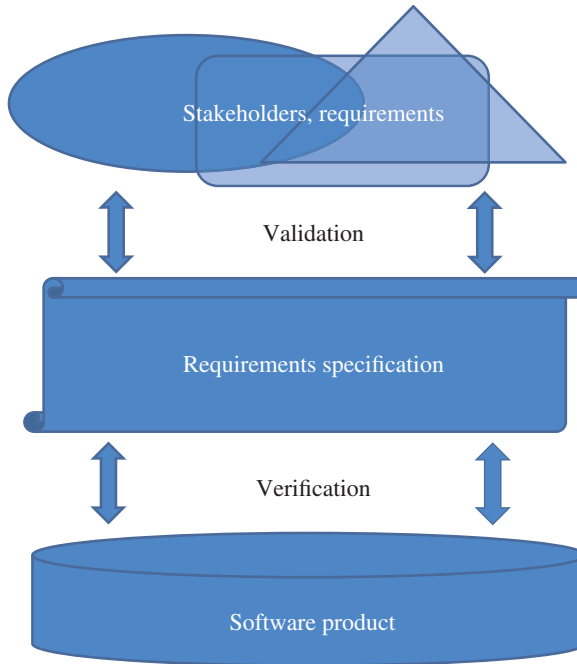 Stakeholders, requirements
Validation
Requirements specification
Verification
Software product